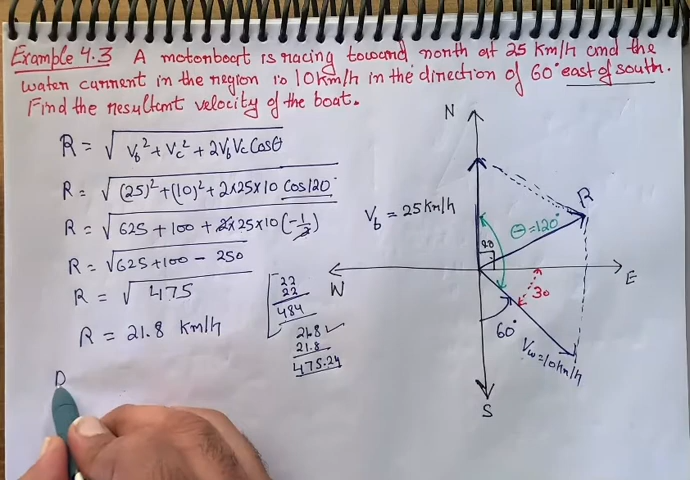 Example 4.3 A motorboat is racing toward north at 25 Km/h and the
water current in the region is 10 Km/h in the direction of 60° east of south.
Find the resultant velocity of the boat.
R = √Vb² + Vc² + 2VbVc Cosθ
R = √(25)² + (10)² + 2×25×10 Cos120°
R = √625 + 100 + 2×25×10(-1/2)
R = √625 + 100 - 250
R = √475
R = 21.8 Km/h
22
22
484
21.8
21.8
475.24
D
N
Vb = 25 Km/h
θ = 120°
R
W
E
30
60°
Vw = 10 Km/h
S